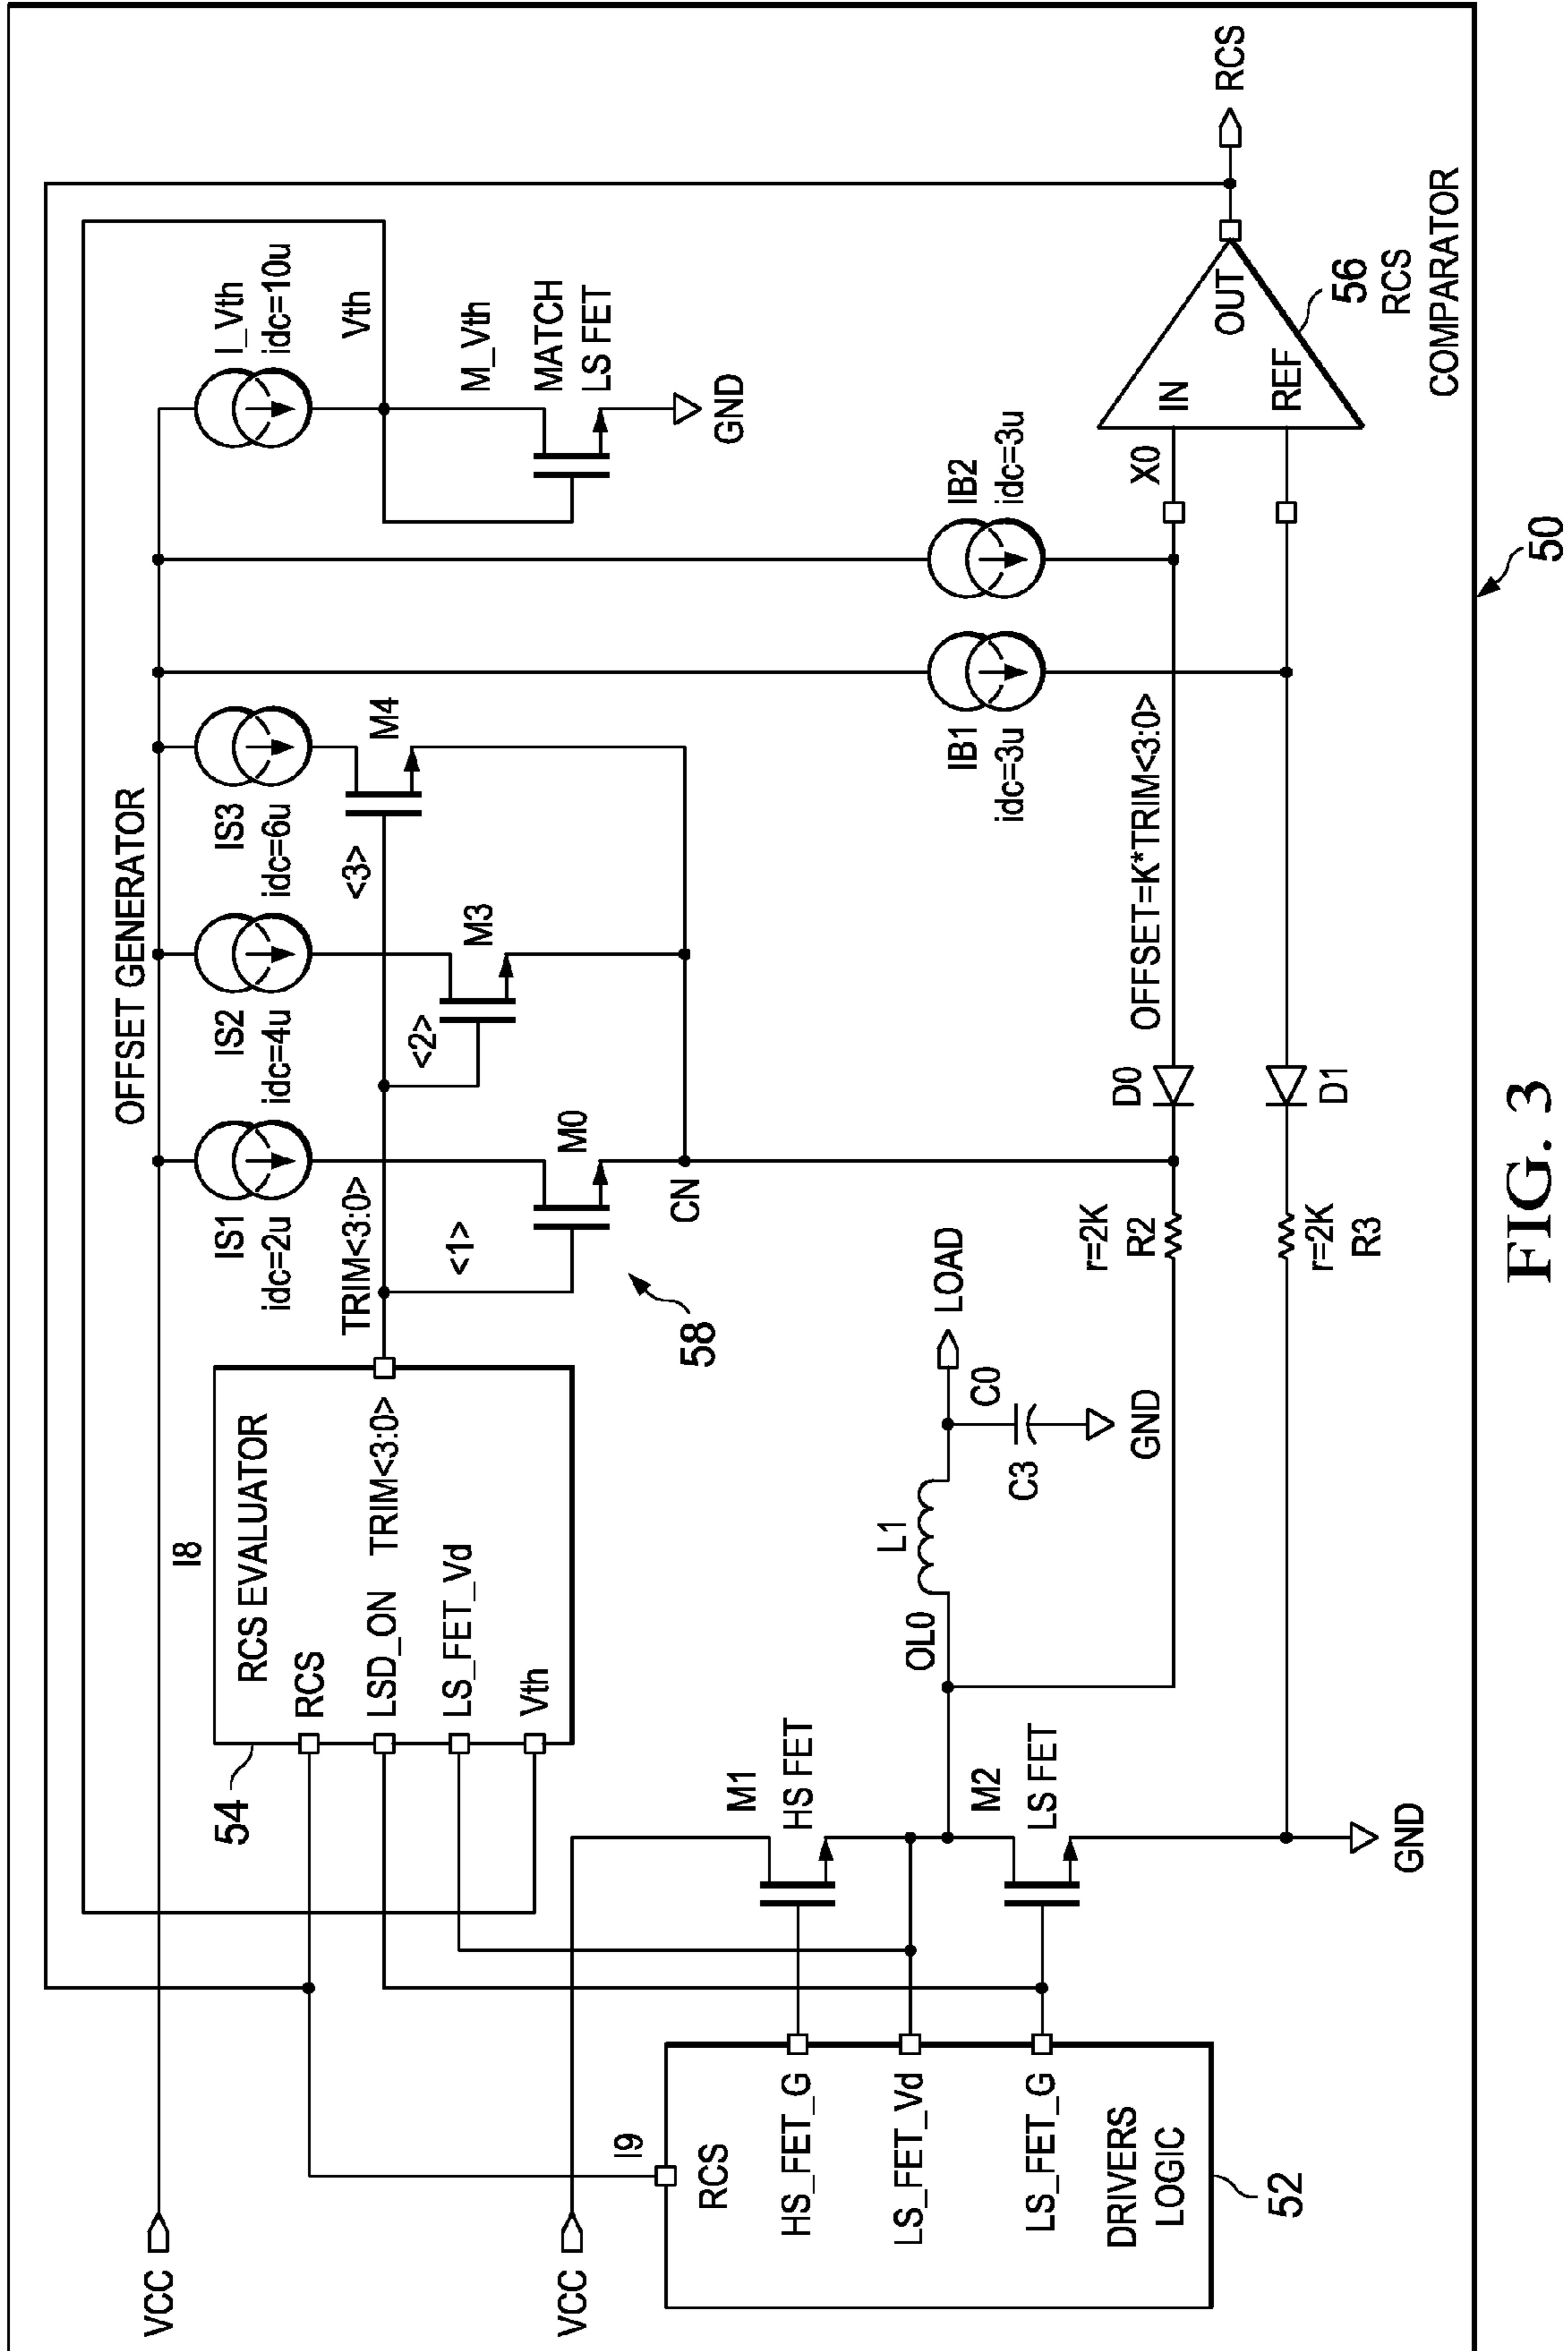 OFFSET GENERATOR
VCC
I8
RCS EVALUATOR
RCS
LSD_ON
TRIM<3:0>
LS_FET_Vd
Vth
54
TRIM<3:0>
IS1
idc=2u
IS2
idc=4u
IS3
idc=6u
I_Vth
idc=10u
Vth
<1>
M0
<2>
M3
<3>
M4
CN
58
M_Vth
MATCH
LS FET
GND
VCC
I9
RCS
HS_FET_G
LS_FET_Vd
LS_FET_G
DRIVERS
LOGIC
52
M1
HS FET
M2
LS FET
GND
OL0
L1
LOAD
C0
C3
GND
r=2K
R2
r=2K
R3
D0
D1
OFFSET=K*TRIM<3:0>
IB1
idc=3u
IB2
idc=3u
X0
IN
REF
OUT
56
RCS
COMPARATOR
RCS
50
FIG. 3